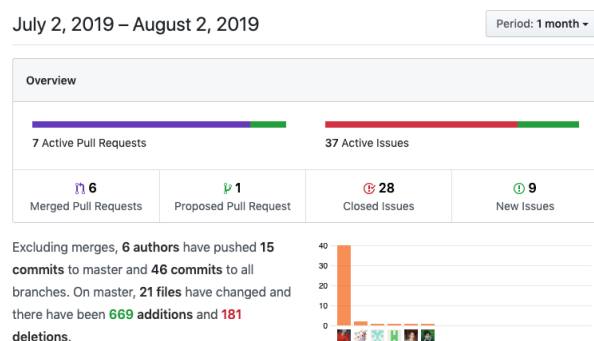 July 2, 2019 – August 2, 2019
Period: 1 month
Overview
7 Active Pull Requests
37 Active Issues
6
Merged Pull Requests
1
Proposed Pull Request
28
Closed Issues
9
New Issues
Excluding merges, 6 authors have pushed 15
commits to master and 46 commits to all
branches. On master, 21 files have changed and
there have been 669 additions and 181
deletions.
40
30
20
10
0